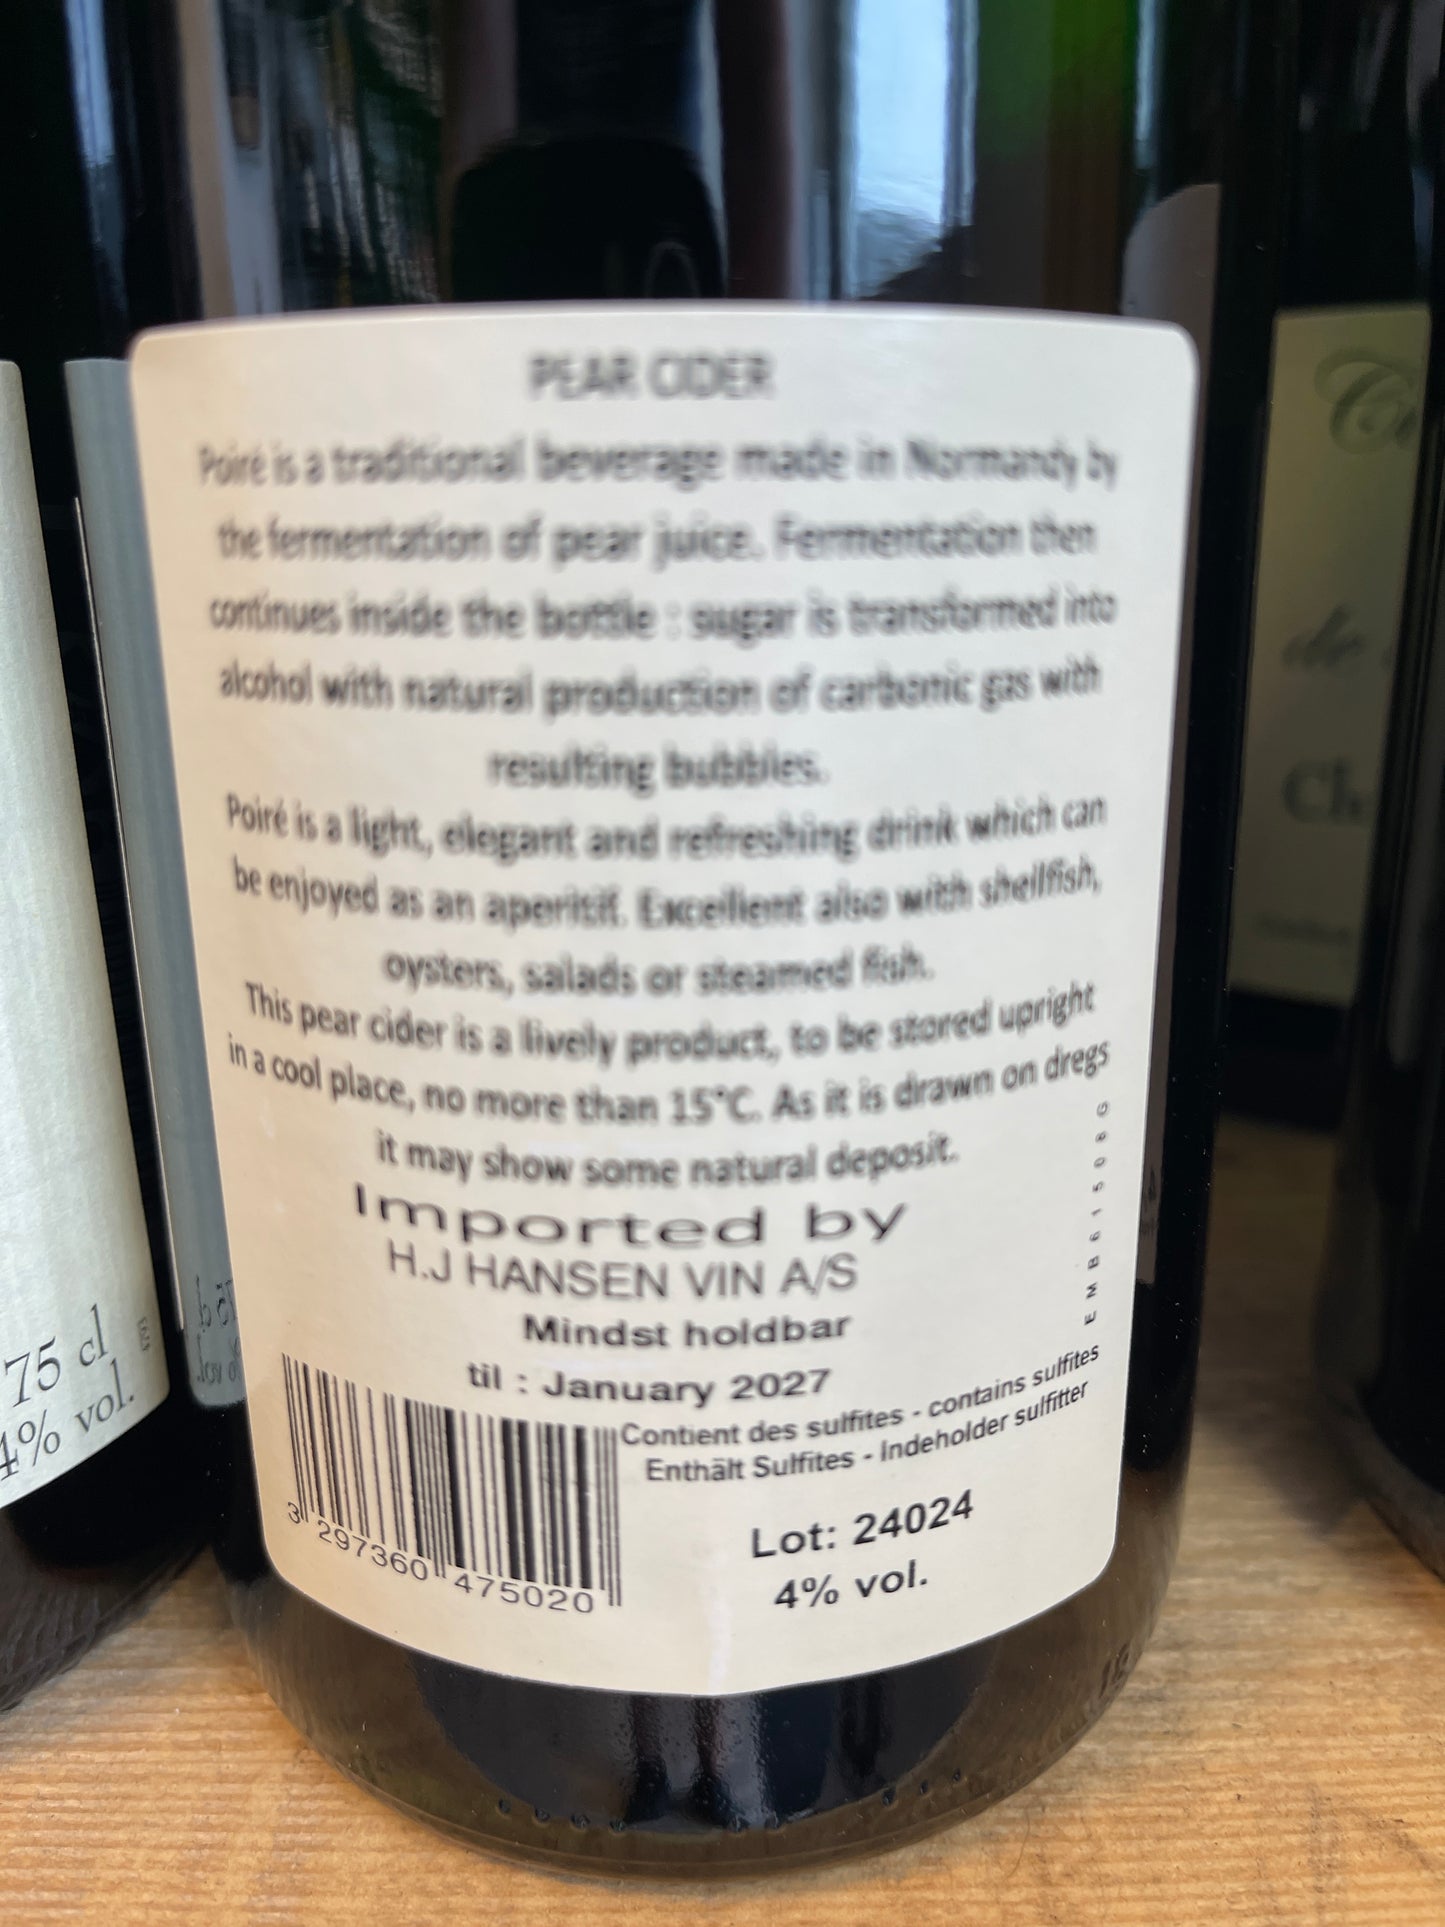 PEAR CIDER
Poiré is a traditional beverage made in Normandy by
the fermentation of pear juice. Fermentation then
continues inside the bottle : sugar is transformed into
alcohol with natural production of carbonic gas with
resulting bubbles.
Poiré is a light, elegant and refreshing drink which can
be enjoyed as an aperitif. Excellent also with shellfish,
oysters, salads or steamed fish.
This pear cider is a lively product, to be stored upright
in a cool place, no more than 15°C. As it is drawn on dregs
it may show some natural deposit.
Imported by
H.J HANSEN VIN A/S
Mindst holdbar
til : January 2027
Contient des sulfites - contains sulfites
Enthält Sulfites - Indeholder sulfitter
Lot: 24024
4% vol.
3 297360 475020
EMB61508G
75 cl
4% vol.
de